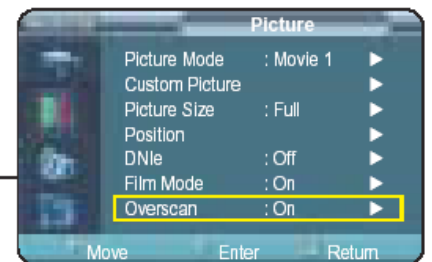 Picture
Picture Mode : Movie 1 ►
Custom Picture ►
Picture Size : Full ►
Position ►
DNIe : Off ►
Film Mode : On ►
Overscan : On ►
Move Enter Return